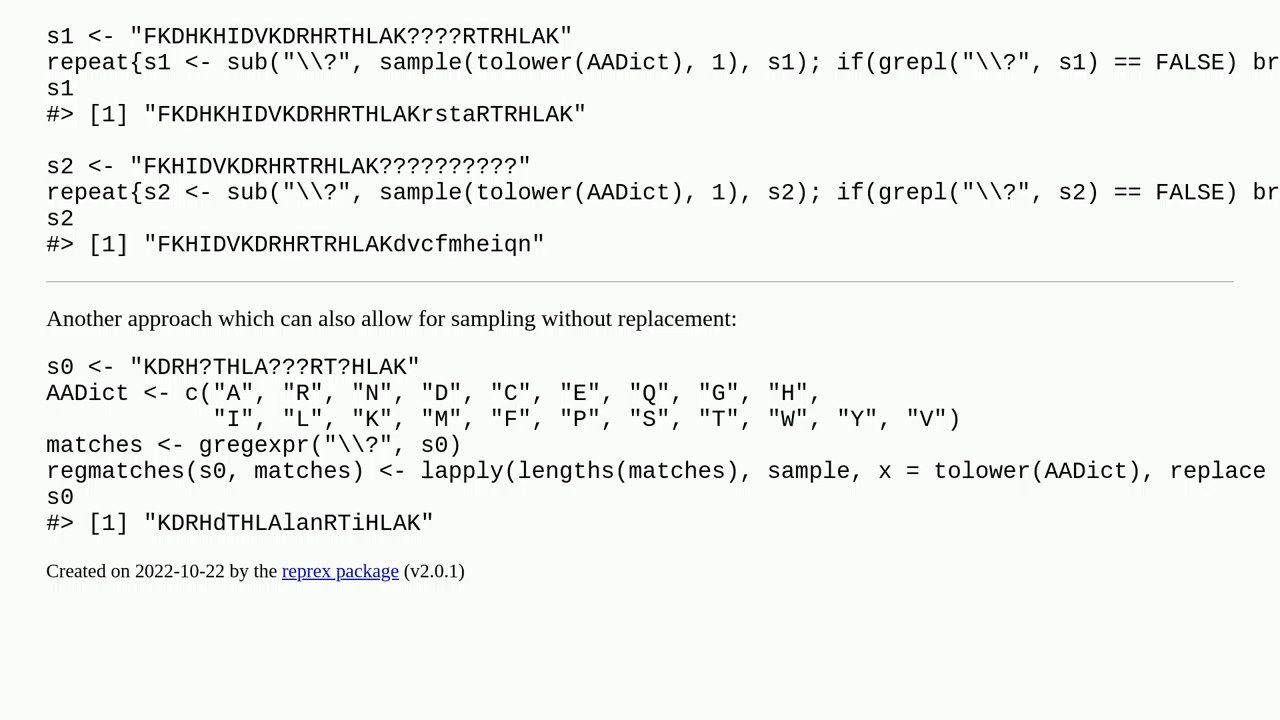 s1 <- "FKDHKHIDVKDRHRTHLAK????RTRHLAK"
repeat{s1 <- sub("\\?", sample(tolower(AADict), 1), s1); if(grepl("\\?", s1) == FALSE) br
s1
#> [1] "FKDHKHIDVKDRHRTHLAKrstaRTRHLAK"
s2 <- "FKHIDVKDRHRTRHLAK??????????"
repeat{s2 <- sub("\\?", sample(tolower(AADict), 1), s2); if(grepl("\\?", s2) == FALSE) br
s2
#> [1] "FKHIDVKDRHRTRHLAKdvcfmheiqn"
Another approach which can also allow for sampling without replacement:
s0 <- "KDRH?THLA???RT?HLAK"
AADict <- c("A", "R", "N", "D", "C", "E", "Q", "G", "H",
"I", "L", "K", "M", "F", "P", "S", "T", "W", "Y", "V")
matches <- gregexpr("\\?", s0)
regmatches(s0, matches) <- lapply(lengths(matches), sample, x = tolower(AADict), replace
s0
#> [1] "KDRHdTHLAlanRTiHLAK"
Created on 2022-10-22 by the reprex package (v2.0.1)